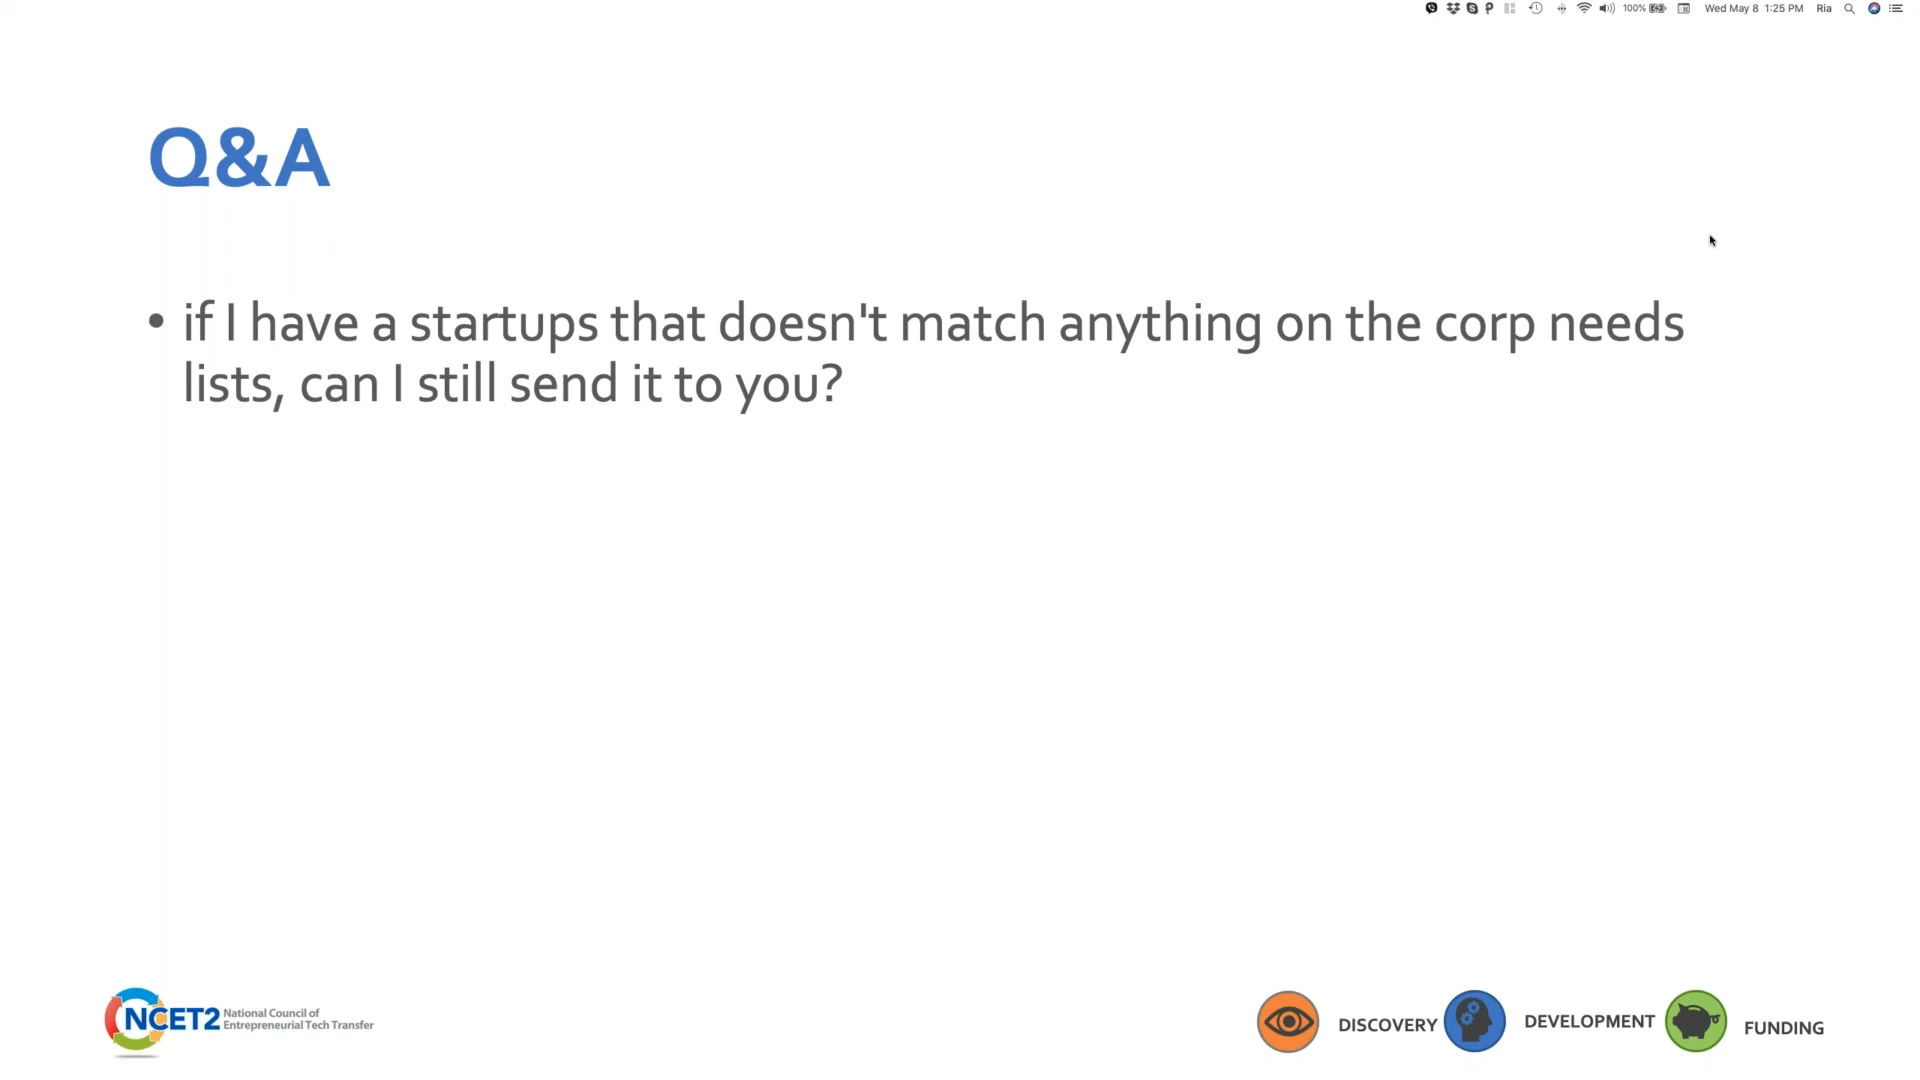 100% Wed May 8 1:25 PM Ria
Q&A
• if I have a startups that doesn't match anything on the corp needs
lists, can I still send it to you?
NCET2 National Council of
Entrepreneurial Tech Transfer
DISCOVERY DEVELOPMENT FUNDING